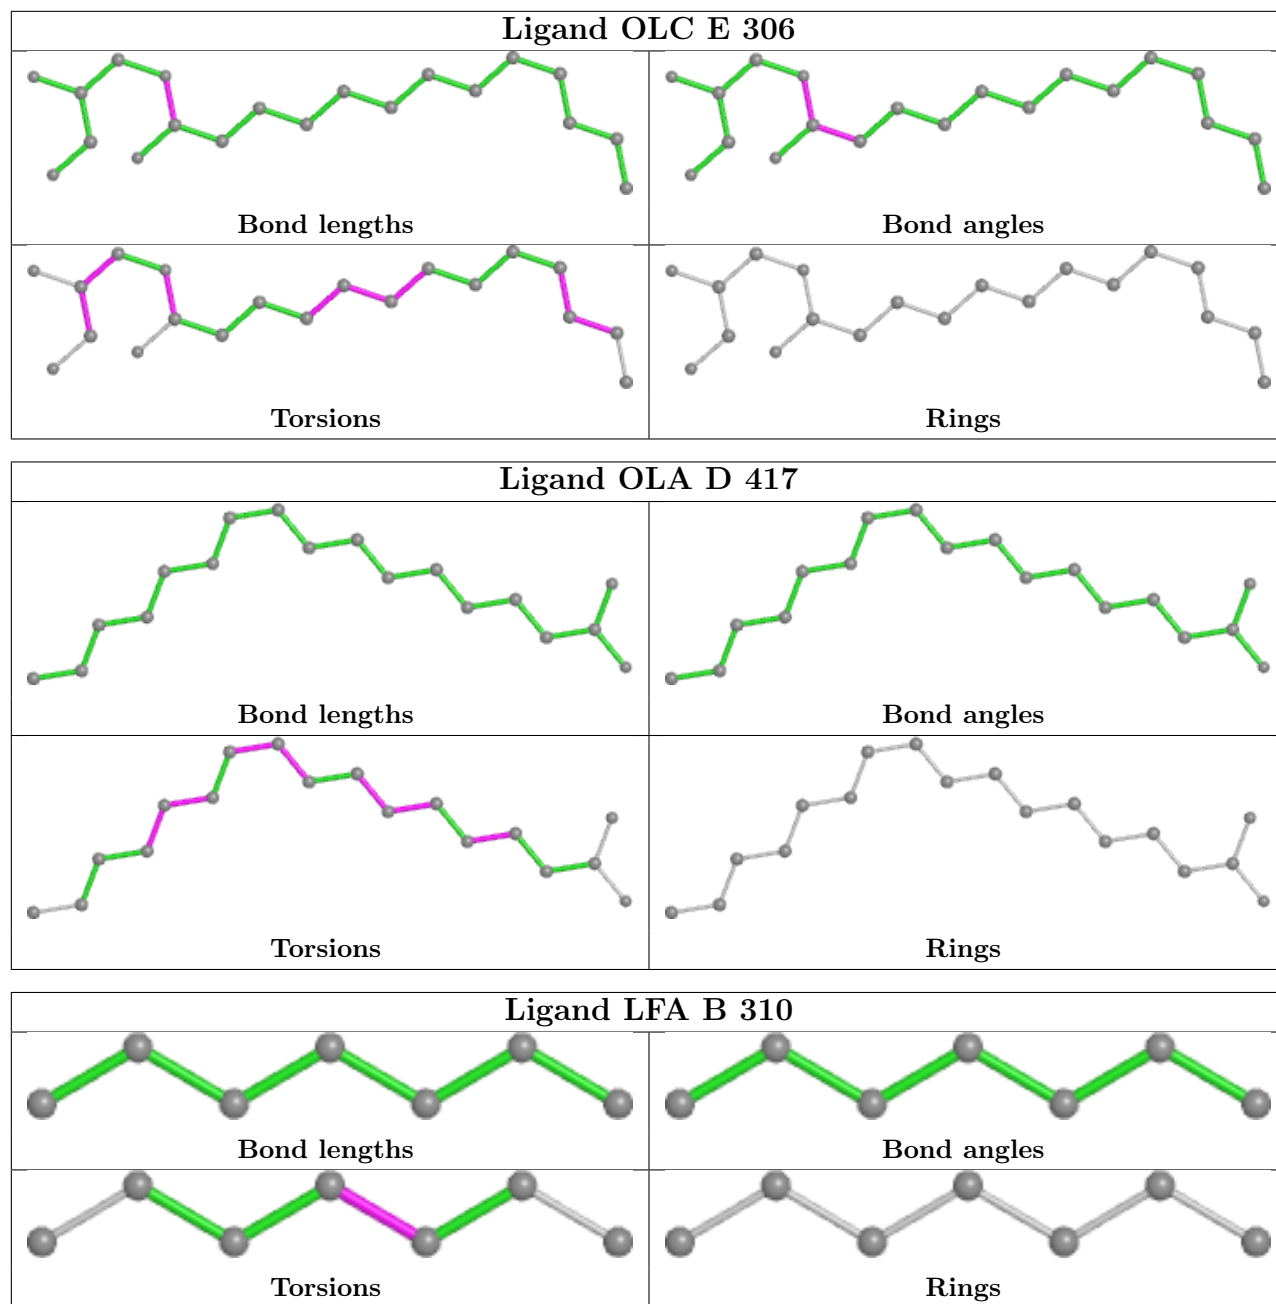 Ligand OLC E 306
Bond lengths
Bond angles
Torsions
Rings
Ligand OLA D 417
Bond lengths
Bond angles
Torsions
Rings
Ligand LFA B 310
Bond lengths
Bond angles
Torsions
Rings